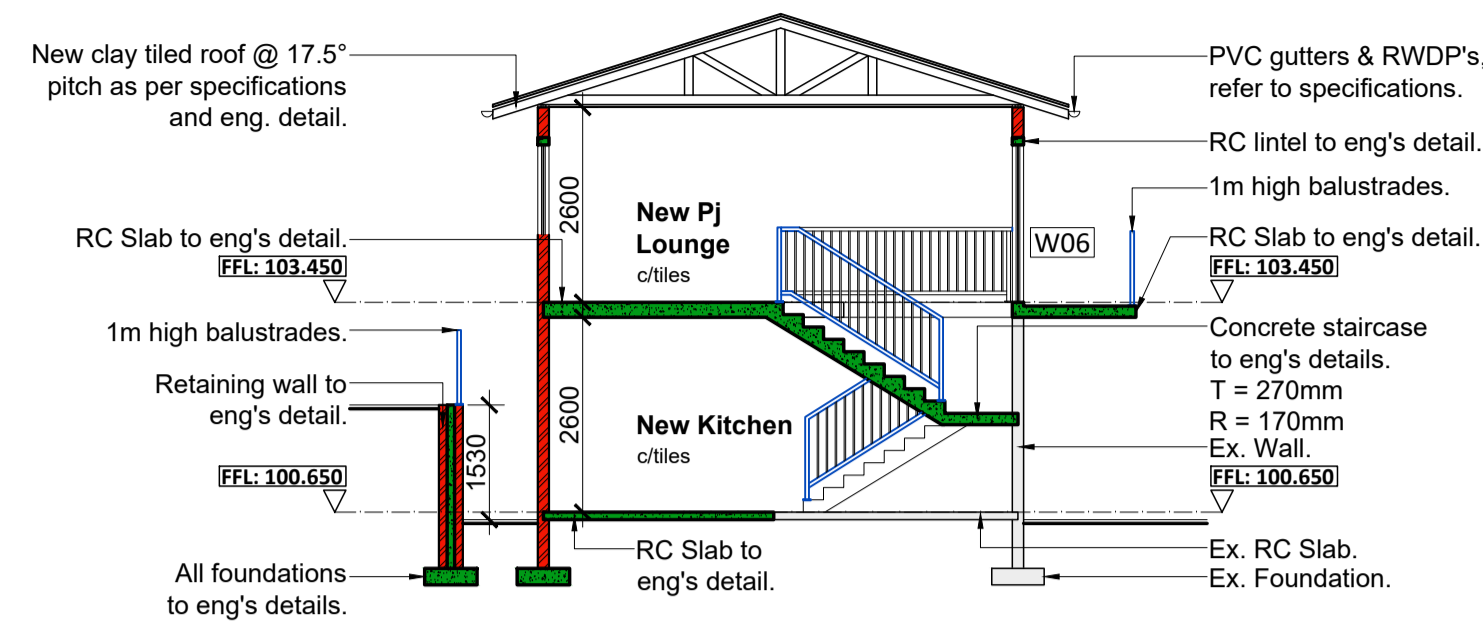 New clay tiled roof @ 17.5°
pitch as per specifications
and eng. detail.
PVC gutters & RWDP's,
refer to specifications.
RC lintel to eng's detail.
1m high balustrades.
2600
New Pj
Lounge
c/tiles
W06
RC Slab to eng's detail.
FFL: 103.450
RC Slab to eng's detail.
FFL: 103.450
1m high balustrades.
Retaining wall to
eng's detail.
1530
FFL: 100.650
2600
New Kitchen
c/tiles
Concrete staircase
to eng's details.
T = 270mm
R = 170mm
Ex. Wall.
FFL: 100.650
All foundations
to eng's details.
RC Slab to
eng's detail.
Ex. RC Slab.
Ex. Foundation.